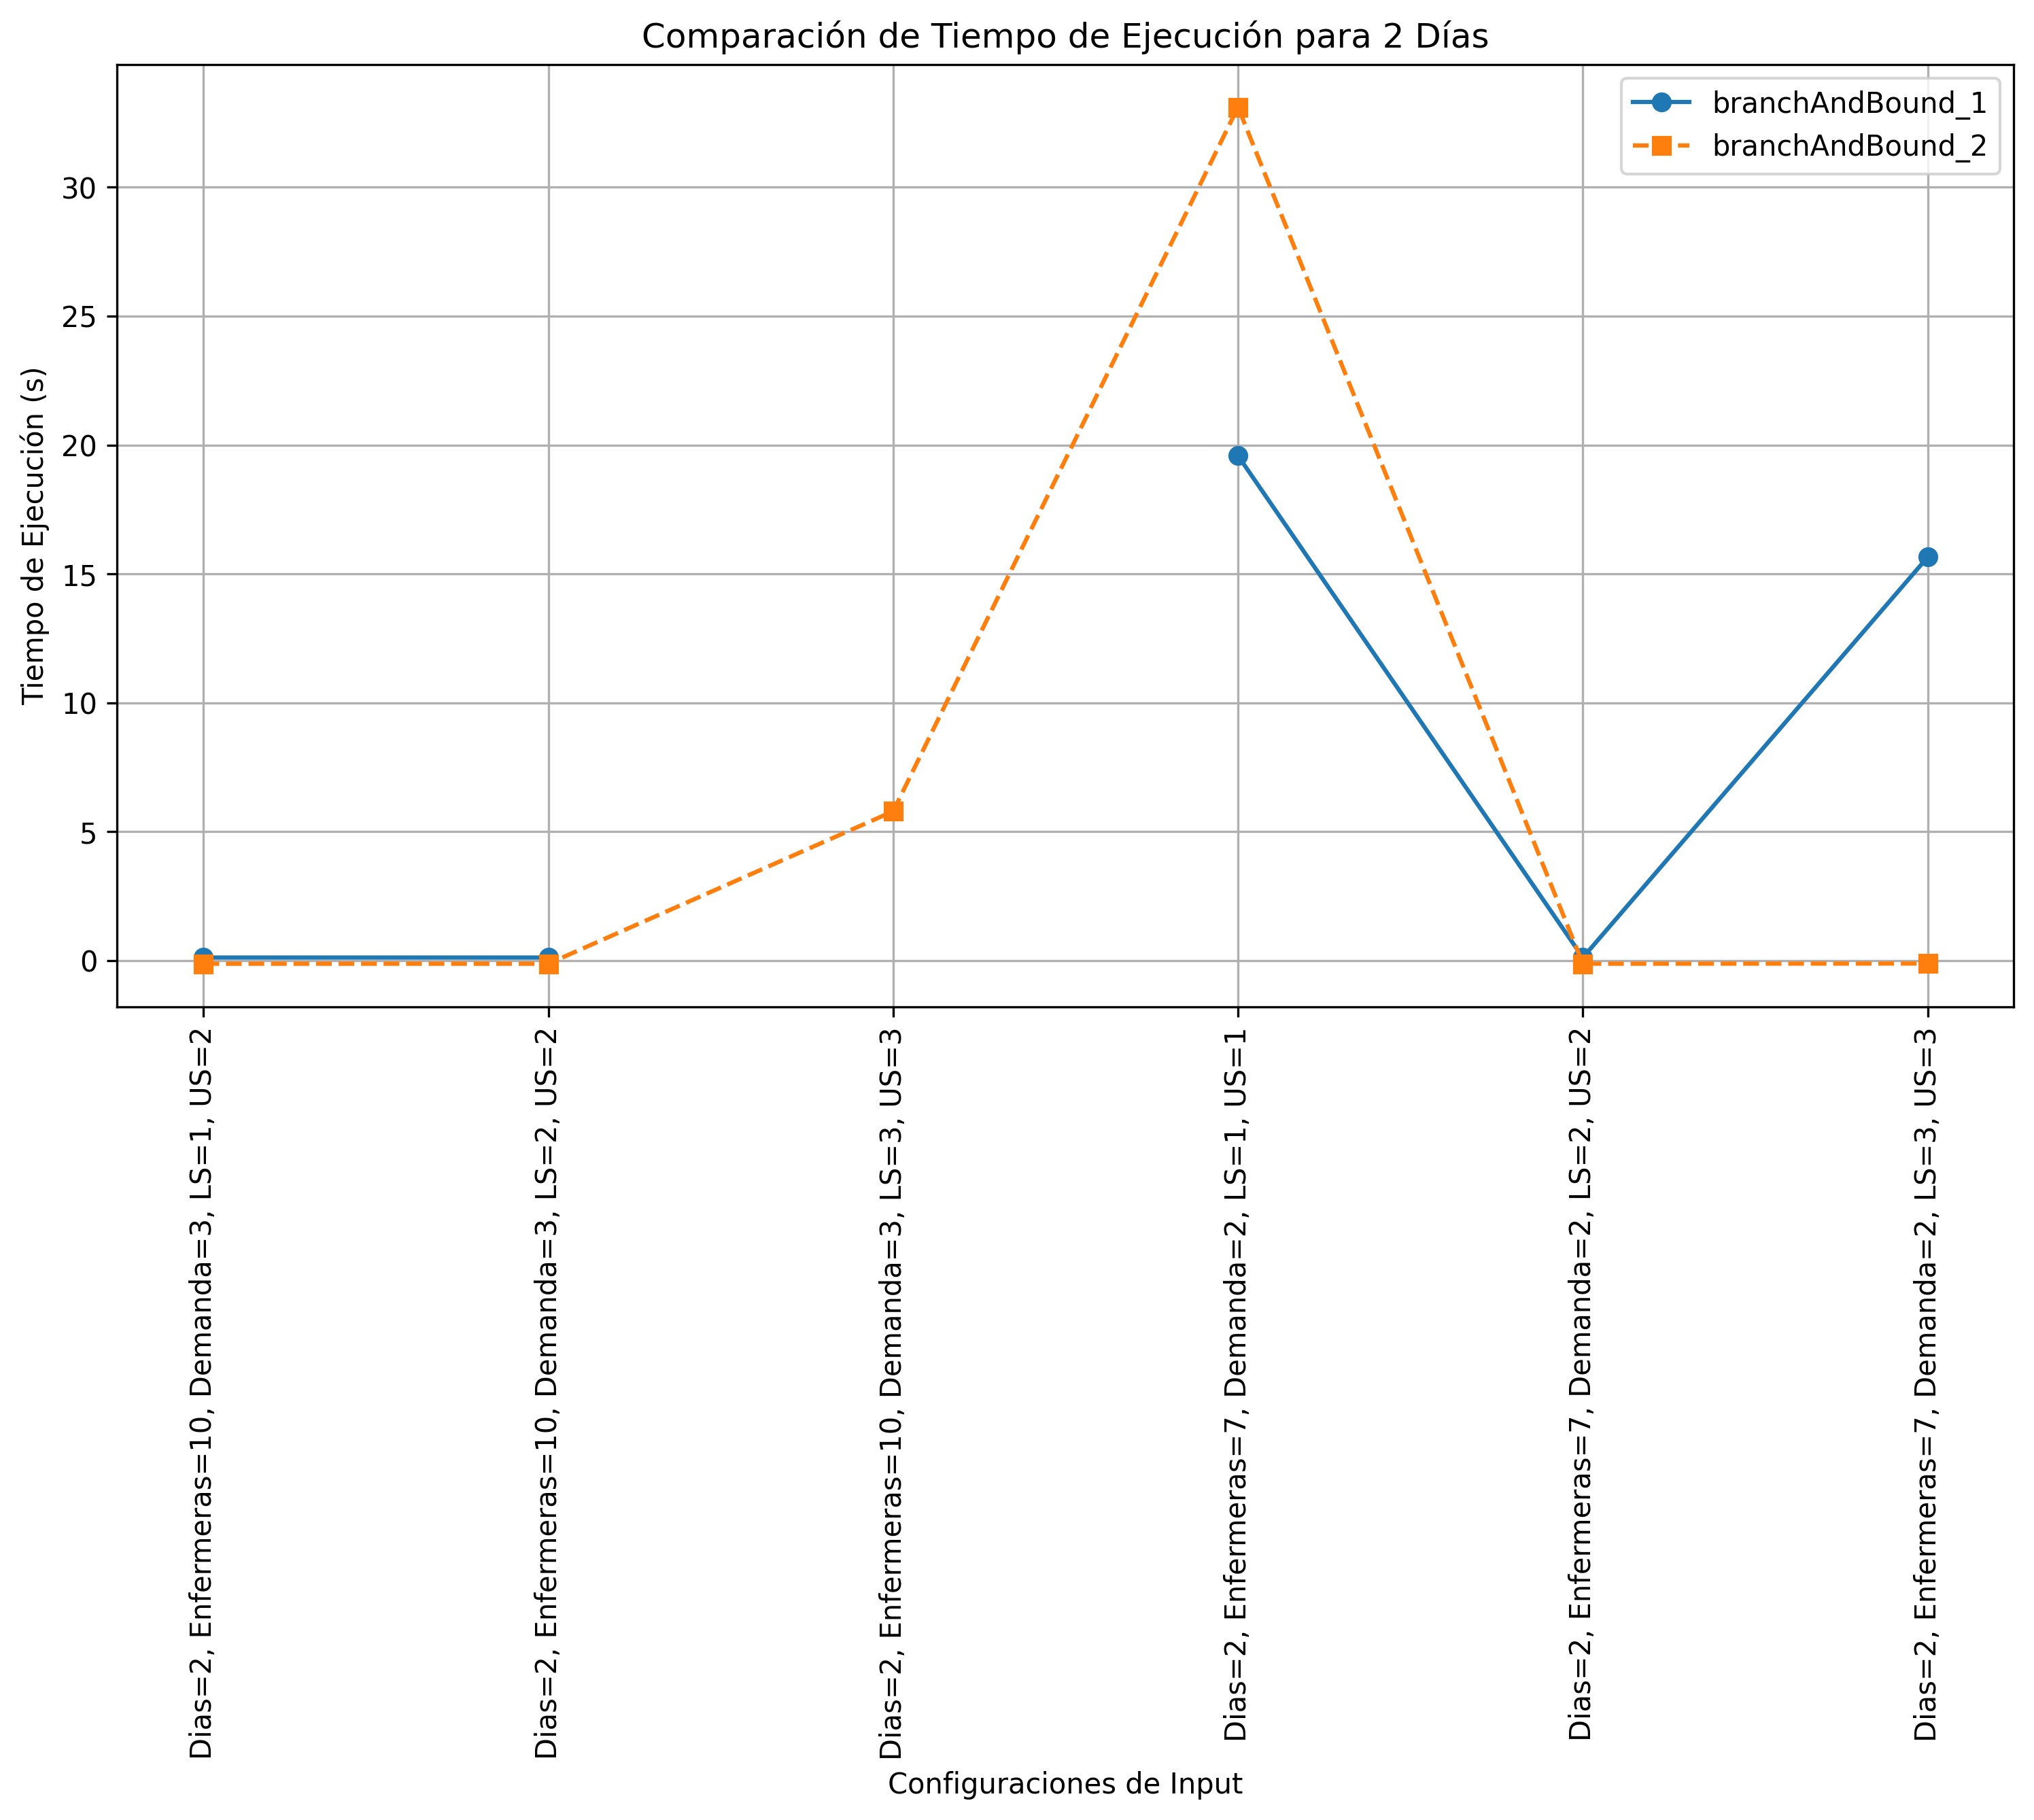 Comparación de Tiempo de Ejecución para 2 Días
branchAndBound_1
branchAndBound_2
Tiempo de Ejecución (s)
30
25
20
15
10
5
0
Dias=2, Enfermeras=10, Demanda=3, LS=1, US=2
Dias=2, Enfermeras=10, Demanda=3, LS=2, US=2
Dias=2, Enfermeras=10, Demanda=3, LS=3, US=3
Dias=2, Enfermeras=7, Demanda=2, LS=1, US=1
Dias=2, Enfermeras=7, Demanda=2, LS=2, US=2
Dias=2, Enfermeras=7, Demanda=2, LS=3, US=3
Configuraciones de Input